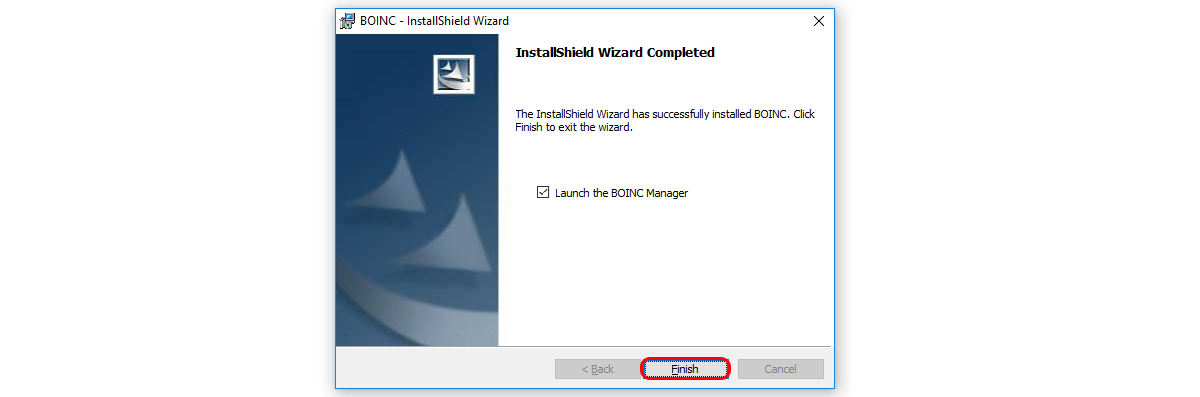 BOINC - InstallShield Wizard
InstallShield Wizard Completed
The InstallShield Wizard has successfully installed BOINC. Click
Finish to exit the wizard.
Launch the BOINC Manager
< Back
Finish
Cancel